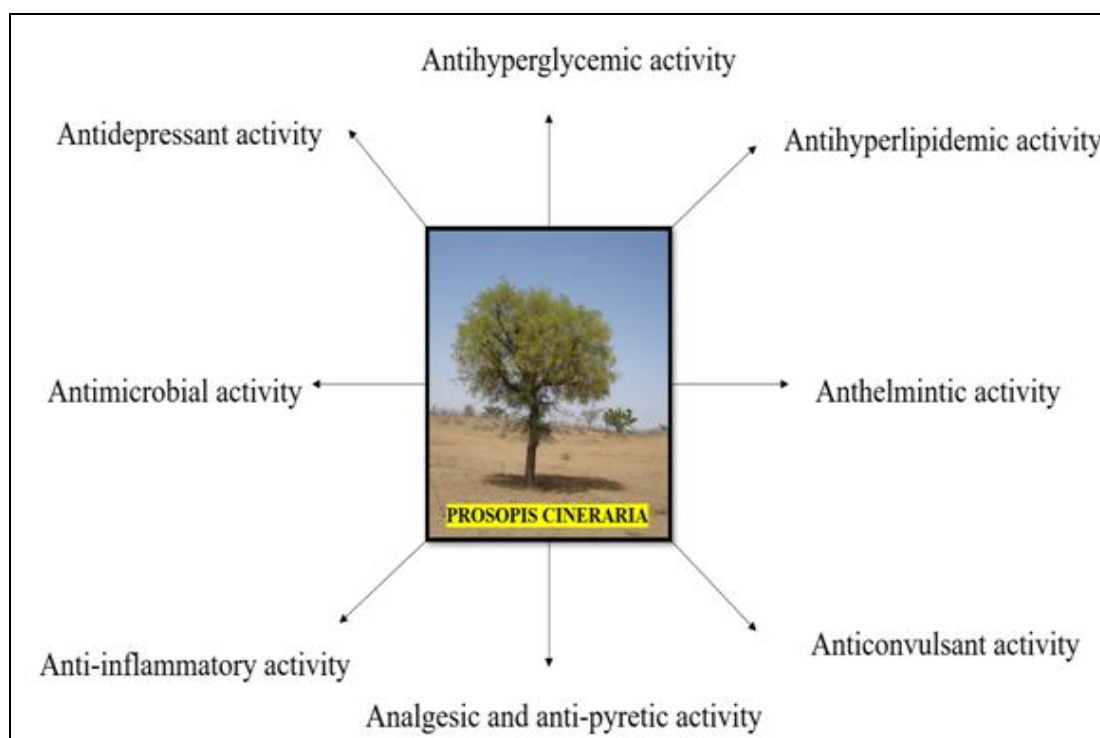 Antihyperglycemic activity
Antidepressant activity
Antihyperlipidemic activity
Antimicrobial activity
Anthelmintic activity
PROSOPIS CINERARIA
Anti-inflammatory activity
Anticonvulsant activity
Analgesic and anti-pyretic activity